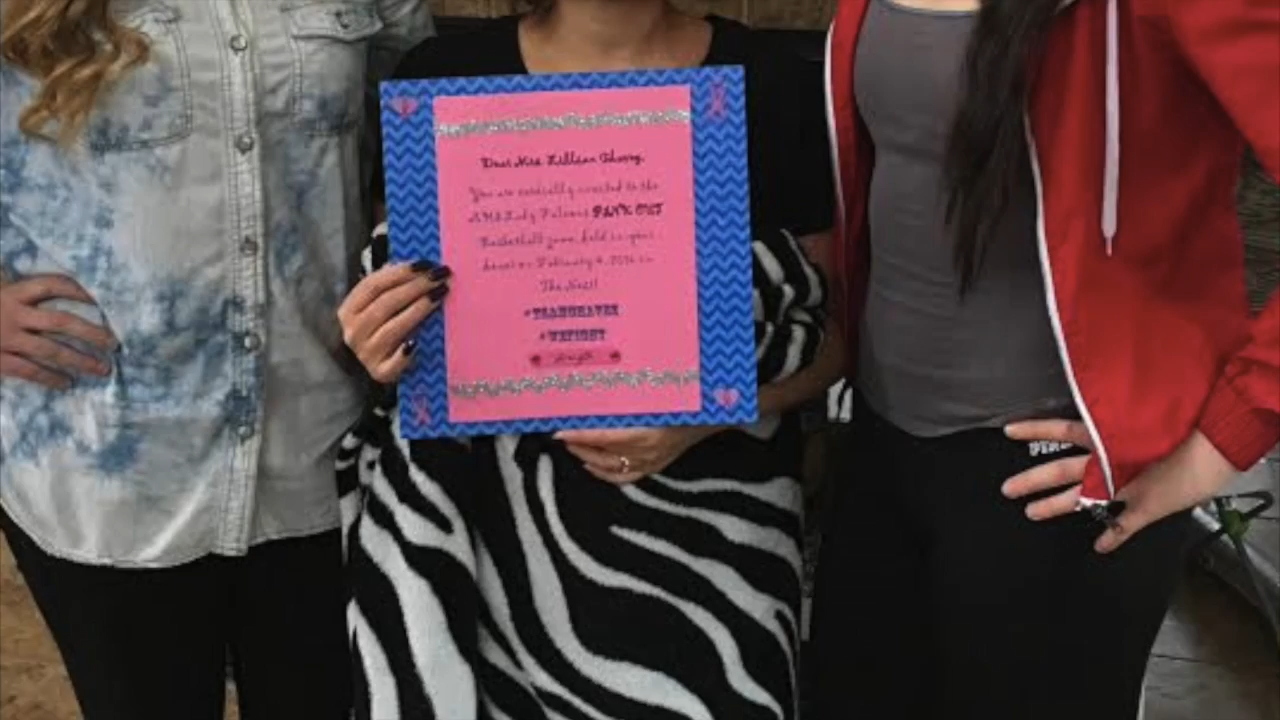 Dear Mrs. Lillian
You are cordially invited to the
Lady Falcons PINK OUT
Basketball game held in your
honor on February 4, 2016 in
The Nest!
#WEFIGHT